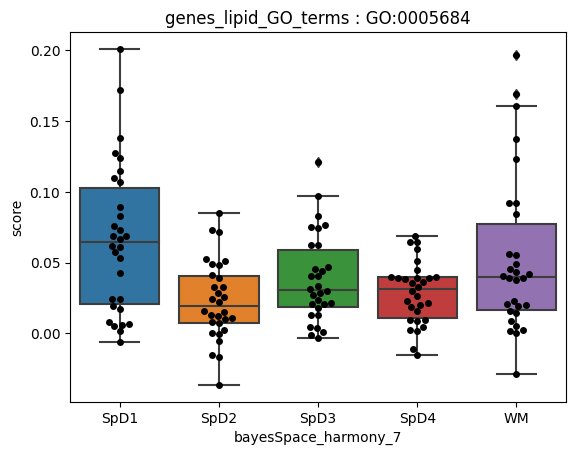 genes_lipid_GO_terms : GO:0005684
0.20
0.15
0.10
0.05
0.00
score
SpD1 SpD2 SpD3 SpD4 WM
bayesSpace_harmony_7